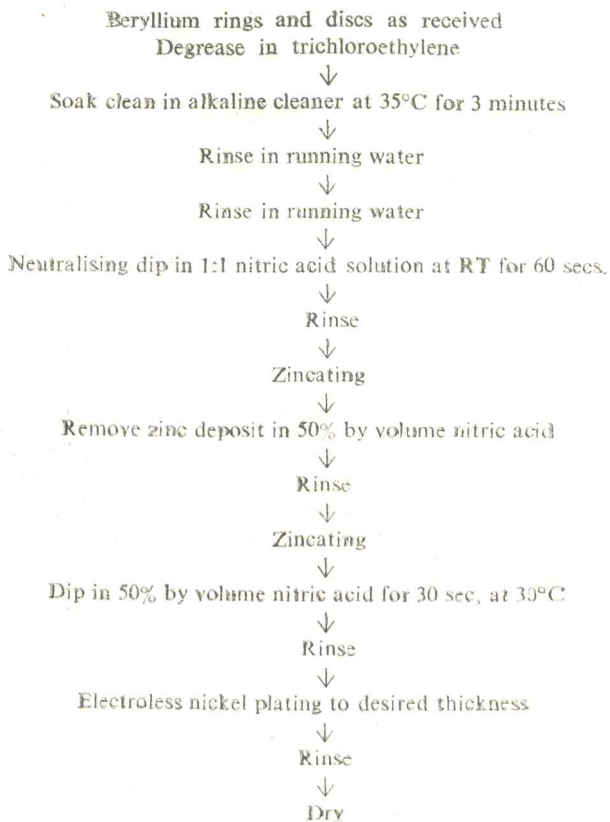 Beryllium rings and discs as received
Degrease in trichloroethylene
↓
Soak clean in alkaline cleaner at 35°C for 3 minutes
↓
Rinse in running water
↓
Rinse in running water
↓
Neutralising dip in 1:1 nitric acid solution at RT for 60 secs.
↓
Rinse
↓
Zincating
↓
Remove zinc deposit in 50% by volume nitric acid
↓
Rinse
↓
Zincating
↓
Dip in 50% by volume nitric acid for 30 sec, at 30°C
↓
Rinse
↓
Electroless nickel plating to desired thickness
↓
Rinse
↓
Dry